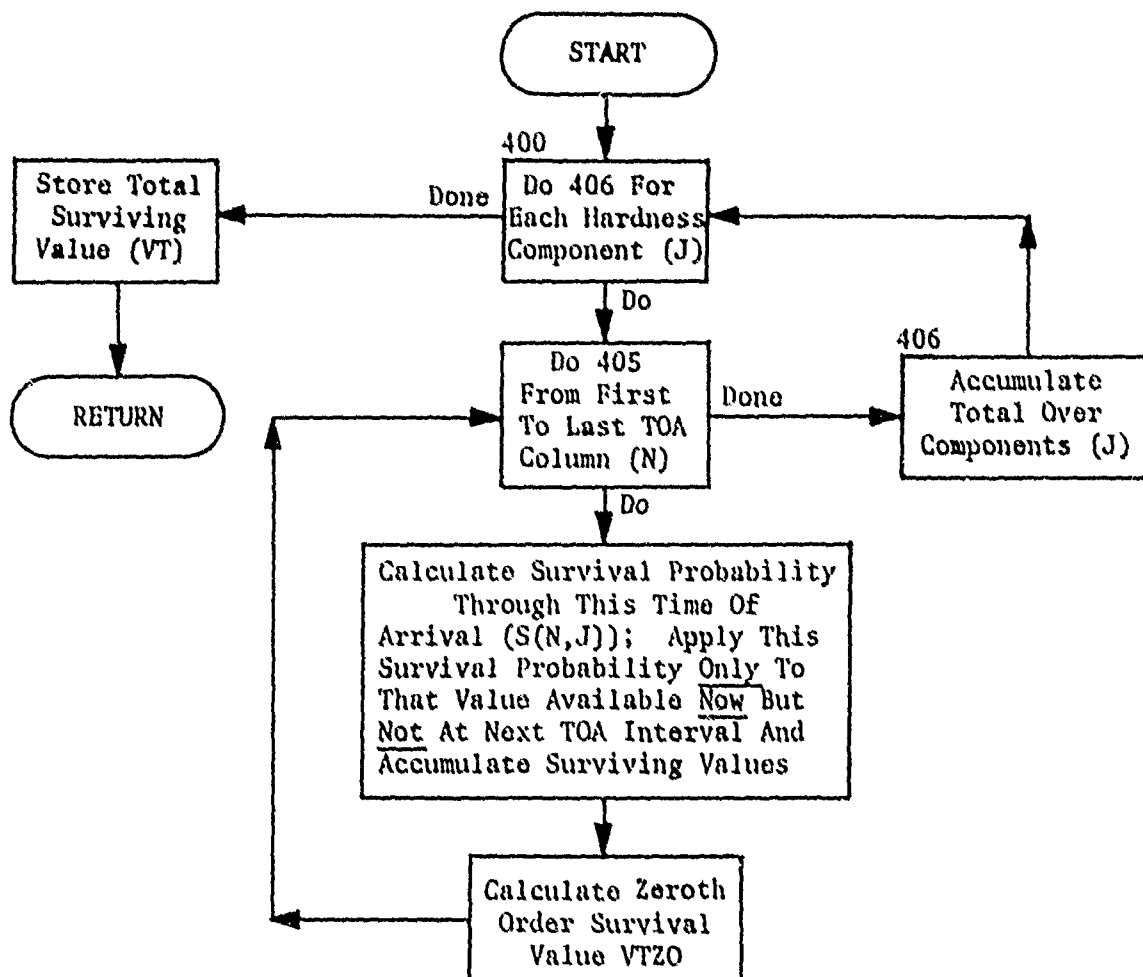 START
400
Do 406 For
Each Hardness
Component (J)
Done
Store Total
Surviving
Value (VT)
RETURN
Do
Do 405
From First
To Last TOA
Column (N)
Done
406
Accumulate
Total Over
Components (J)
Do
Calculate Survival Probability
Through This Time Of
Arrival (S(N,J)); Apply This
Survival Probability Only To
That Value Available Now But
Not At Next TOA Interval And
Accumulate Surviving Values
Calculate Zeroth
Order Survival
Value VTZO